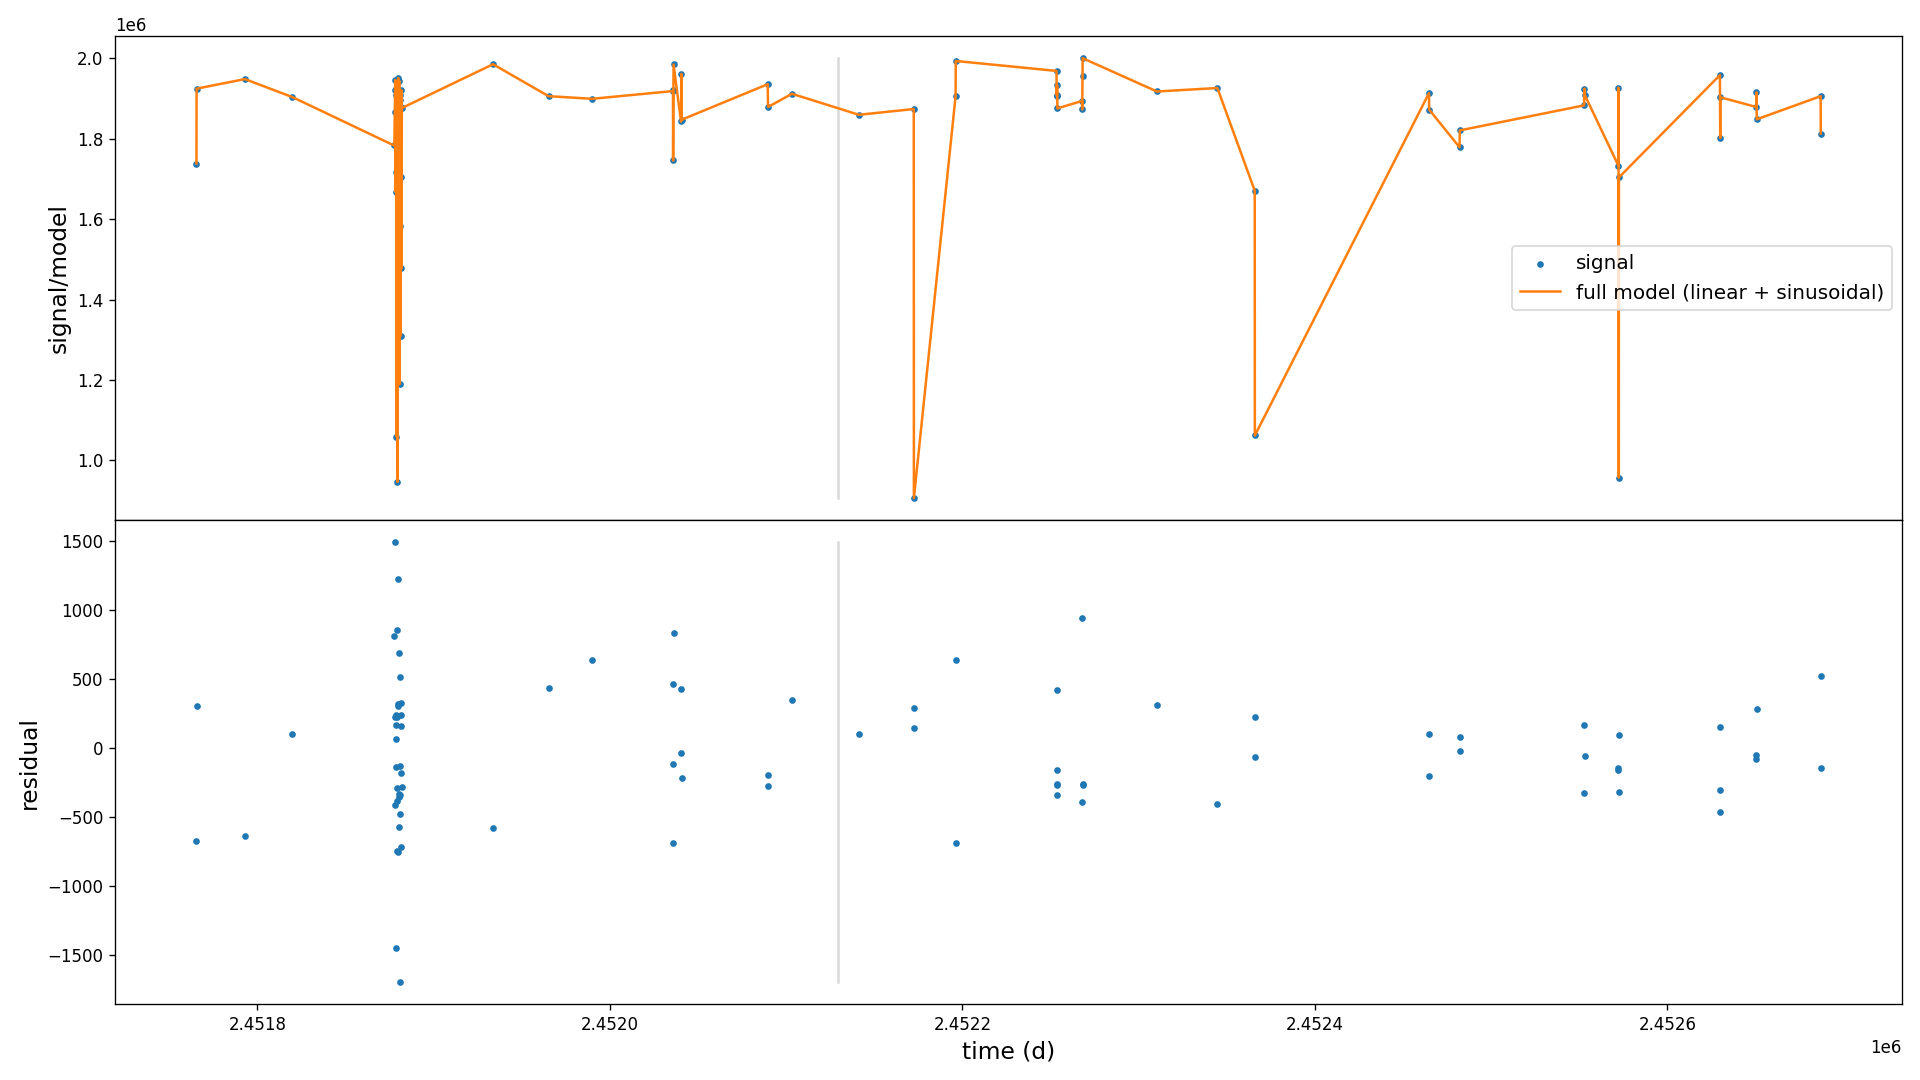 1e6
2.0
1.8
1.6
1.4
1.2
1.0
signal/model
signal
full model (linear + sinusoidal)
1500
1000
500
0
−500
−1000
−1500
residual
2.4518
2.4520
2.4522
2.4524
2.4526
time (d)
1e6